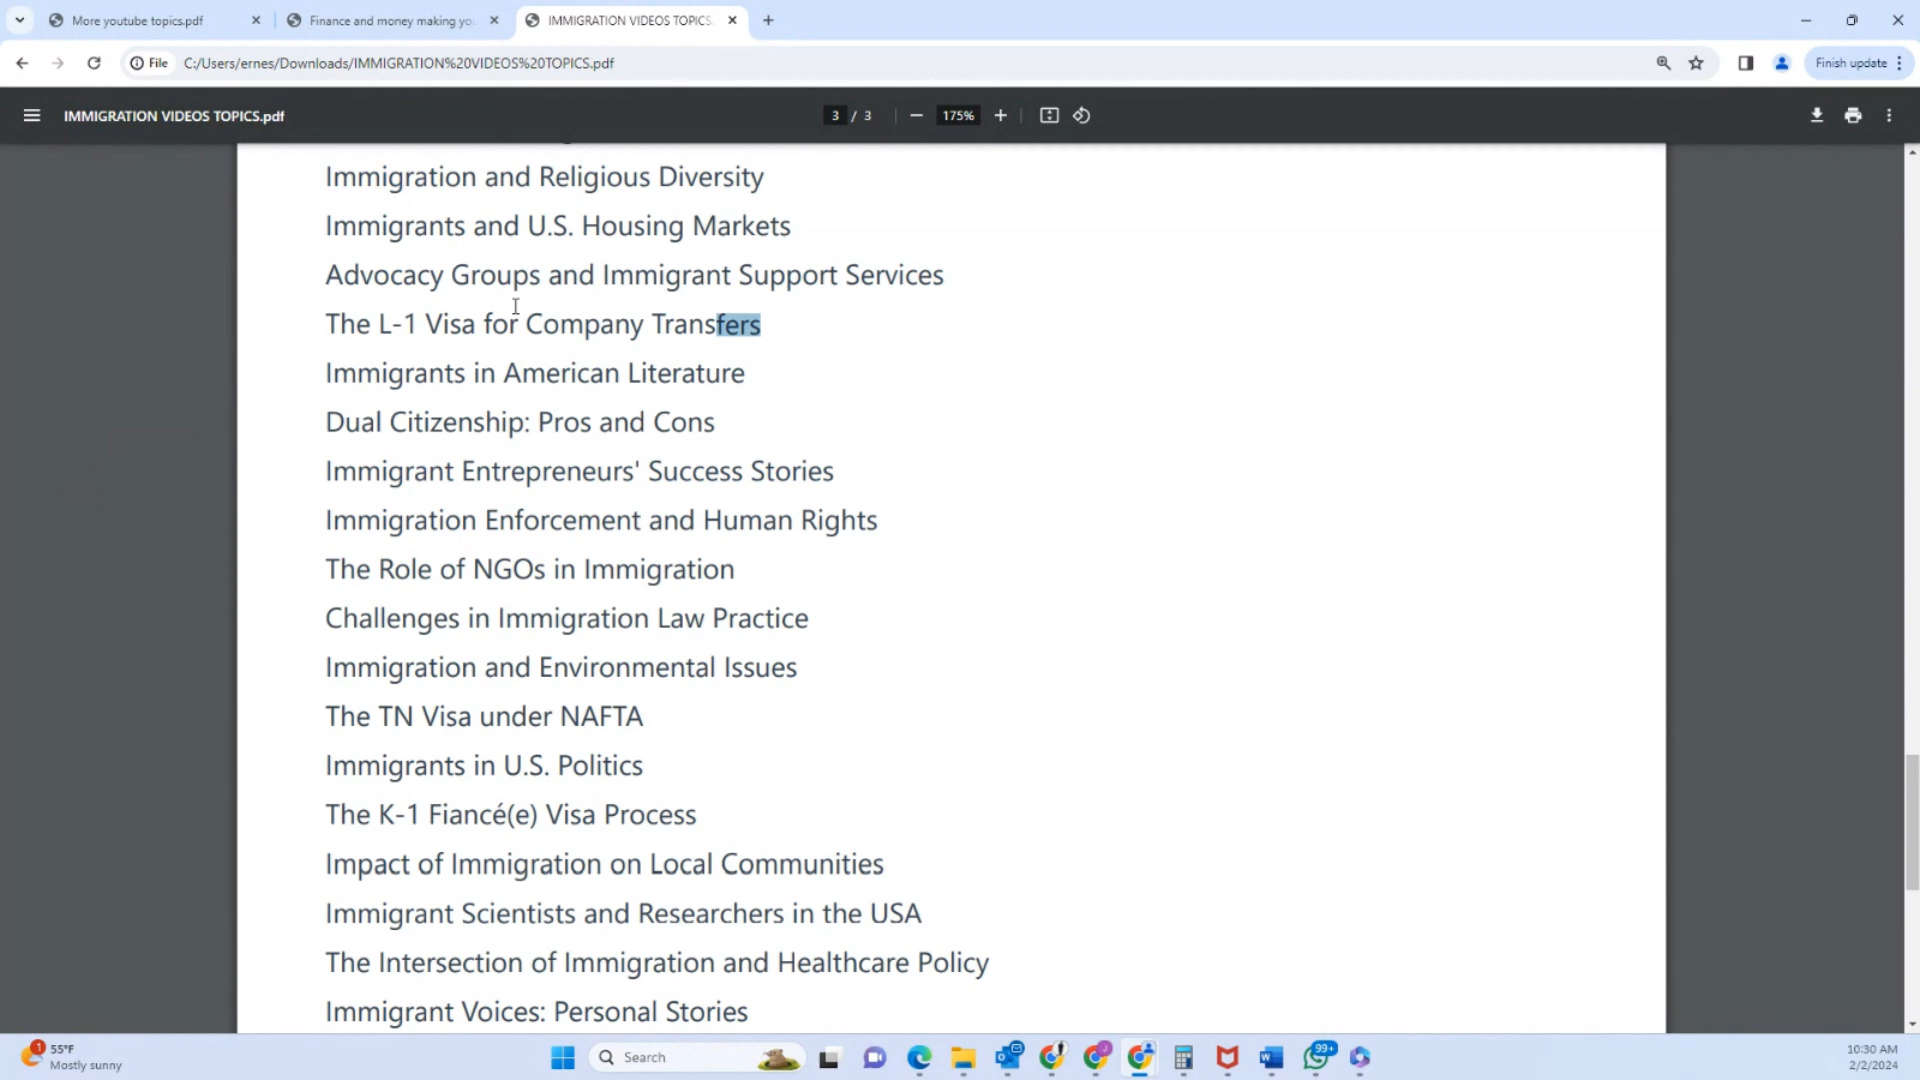 More youtube topics.pdf
Finance and money making you
IMMIGRATION VIDEOS TOPICS.
File
C:/Users/ernes/Downloads/IMMIGRATION%20VIDEOS%20TOPICS.pdf
Finish update
IMMIGRATION VIDEOS TOPICS.pdf
3 / 3
175%
Immigration and Religious Diversity
Immigrants and U.S. Housing Markets
Advocacy Groups and Immigrant Support Services
The L-1 Visa for Company Transfers
Immigrants in American Literature
Dual Citizenship: Pros and Cons
Immigrant Entrepreneurs' Success Stories
Immigration Enforcement and Human Rights
The Role of NGOs in Immigration
Challenges in Immigration Law Practice
Immigration and Environmental Issues
The TN Visa under NAFTA
Immigrants in U.S. Politics
The K-1 Fiancé(e) Visa Process
Impact of Immigration on Local Communities
Immigrant Scientists and Researchers in the USA
The Intersection of Immigration and Healthcare Policy
Immigrant Voices: Personal Stories
1
55°F
Mostly sunny
Search
99+
10:30 AM
2/2/2024